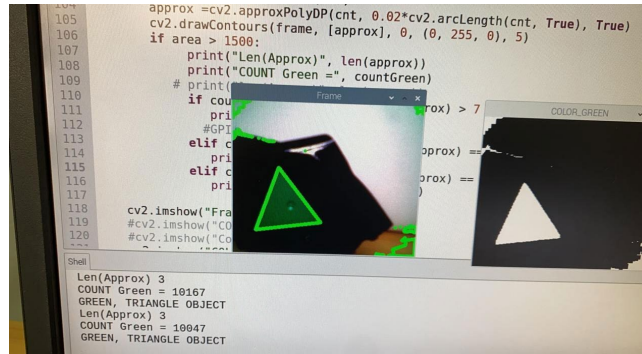 104
105 approx =cv2.approxPolyDP(cnt, 0.02*cv2.arcLength(cnt, True), True)
106 cv2.drawContours(frame, [approx], 0, (0, 255, 0), 5)
107 if area > 1500:
108 print("Len(Approx)", len(approx))
109 print("COUNT Green =", countGreen)
110 # print(
111 if cou rox) > 7
112 pri
113 #GPI
114 elif c pprox) ==
115 pri
116 elif c pprox) ==
117 pri )
118 cv2.imshow("Fra
119 #cv2.imshow("CO
120 #cv2.imshow("Co
Frame
COLOR_GREEN
Shell
Len(Approx) 3
COUNT Green = 10167
GREEN, TRIANGLE OBJECT
Len(Approx) 3
COUNT Green = 10047
GREEN, TRIANGLE OBJECT